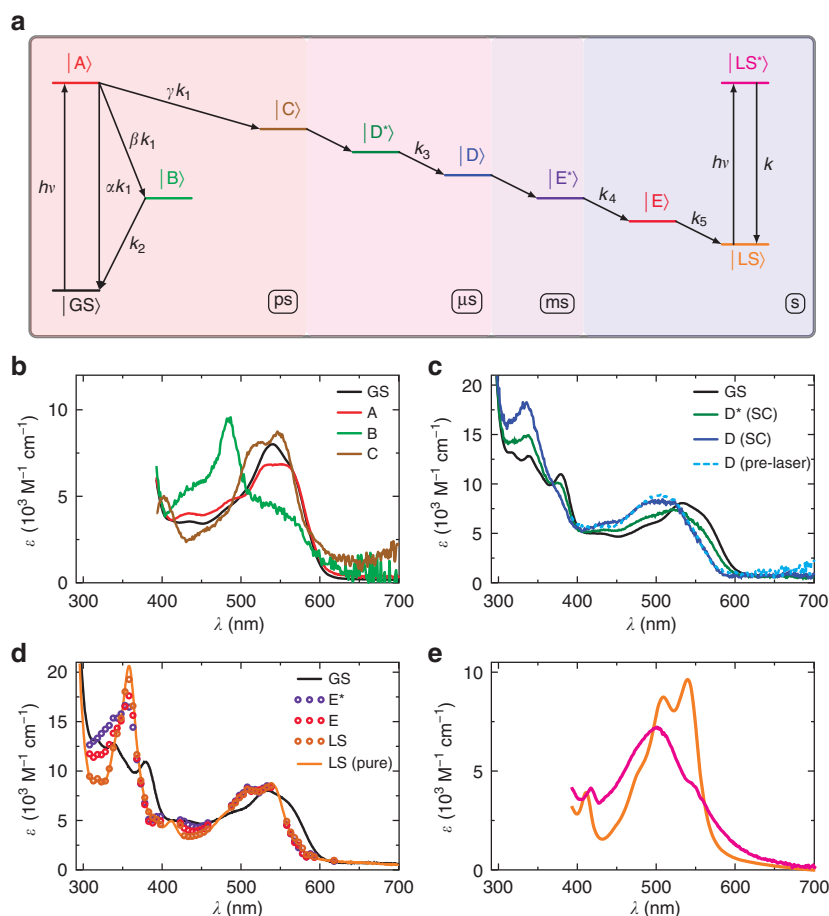 a
|A⟩
|LS*⟩
γk₁
|C⟩
|D*⟩
k₃
|D⟩
βk₁
|E*⟩
hν
k
hν
αk₁
|B⟩
k₄
|E⟩
k₅
k₂
|LS⟩
|GS⟩
ps
μs
ms
s
b
ε (10³ M⁻¹ cm⁻¹)
10
5
0
GS
A
B
C
300 400 500 600 700
λ (nm)
c
ε (10³ M⁻¹ cm⁻¹)
20
15
10
5
0
GS
D* (SC)
D (SC)
D (pre-laser)
300 400 500 600 700
λ (nm)
d
ε (10³ M⁻¹ cm⁻¹)
20
15
10
5
0
GS
E*
E
LS
LS (pure)
300 400 500 600 700
λ (nm)
e
ε (10³ M⁻¹ cm⁻¹)
10
5
0
300 400 500 600 700
λ (nm)